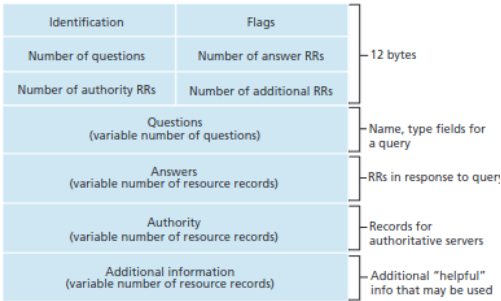 Identification Flags
Number of questions Number of answer RRs 12 bytes
Number of authority RRs Number of additional RRs
Questions
(variable number of questions)
Name, type fields for
a query
Answers
(variable number of resource records)
RRs in response to query
Authority
(variable number of resource records)
Records for
authoritative servers
Additional information
(variable number of resource records)
Additional “helpful”
info that may be used